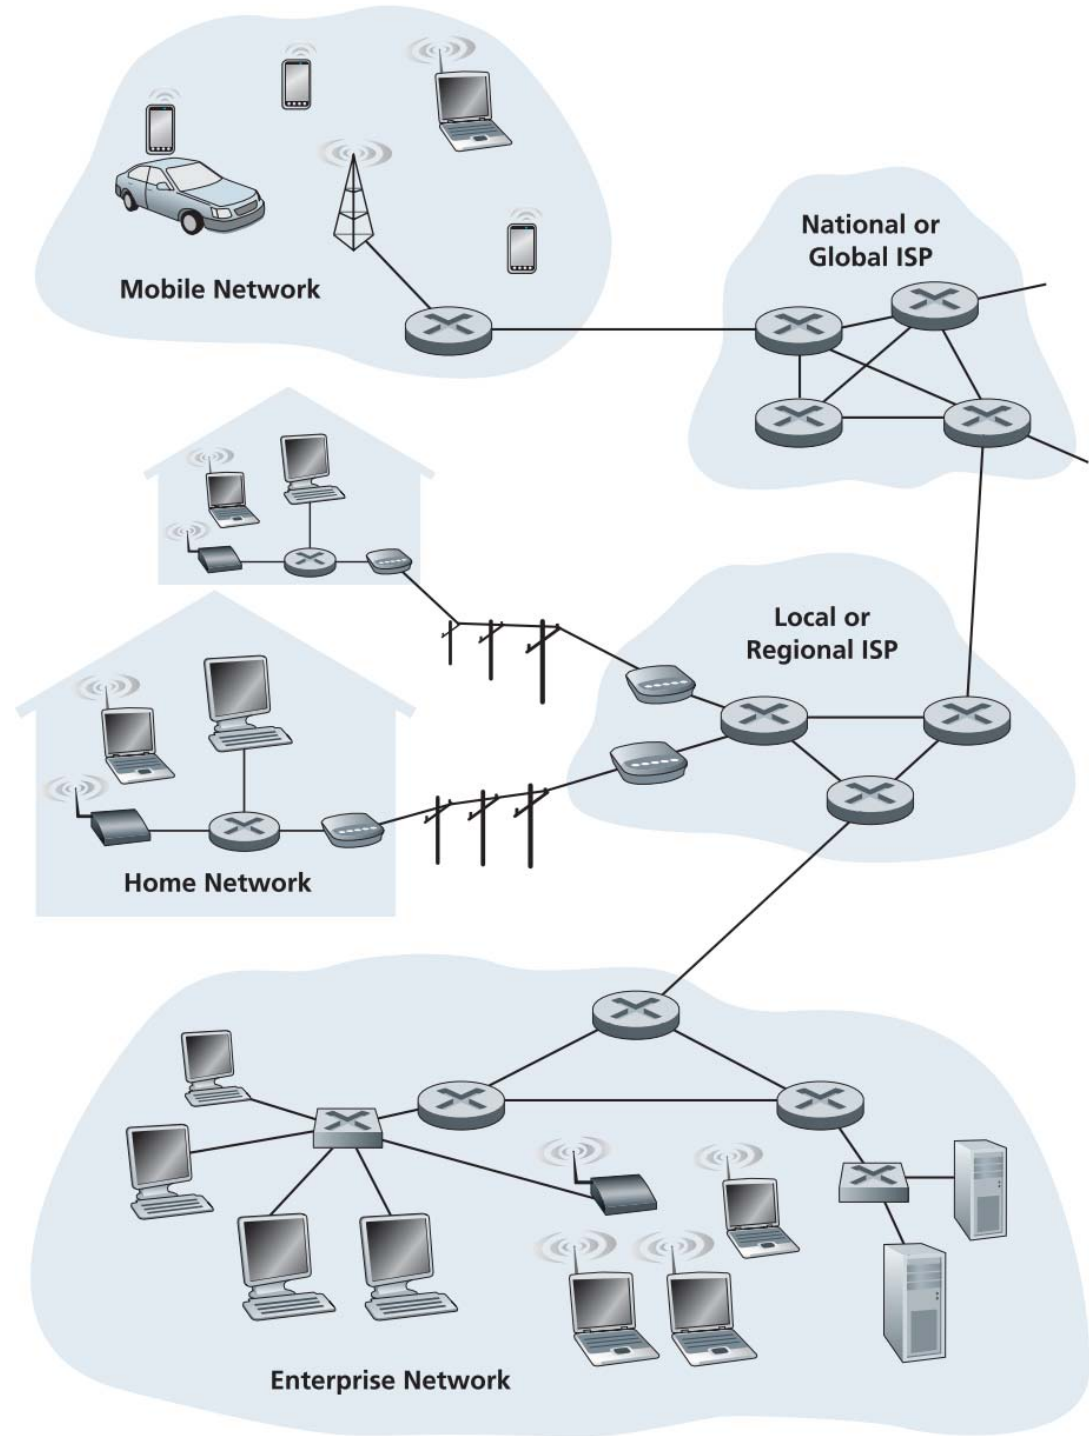 National or
Global ISP
Mobile Network
Local or
Regional ISP
Home Network
Enterprise Network